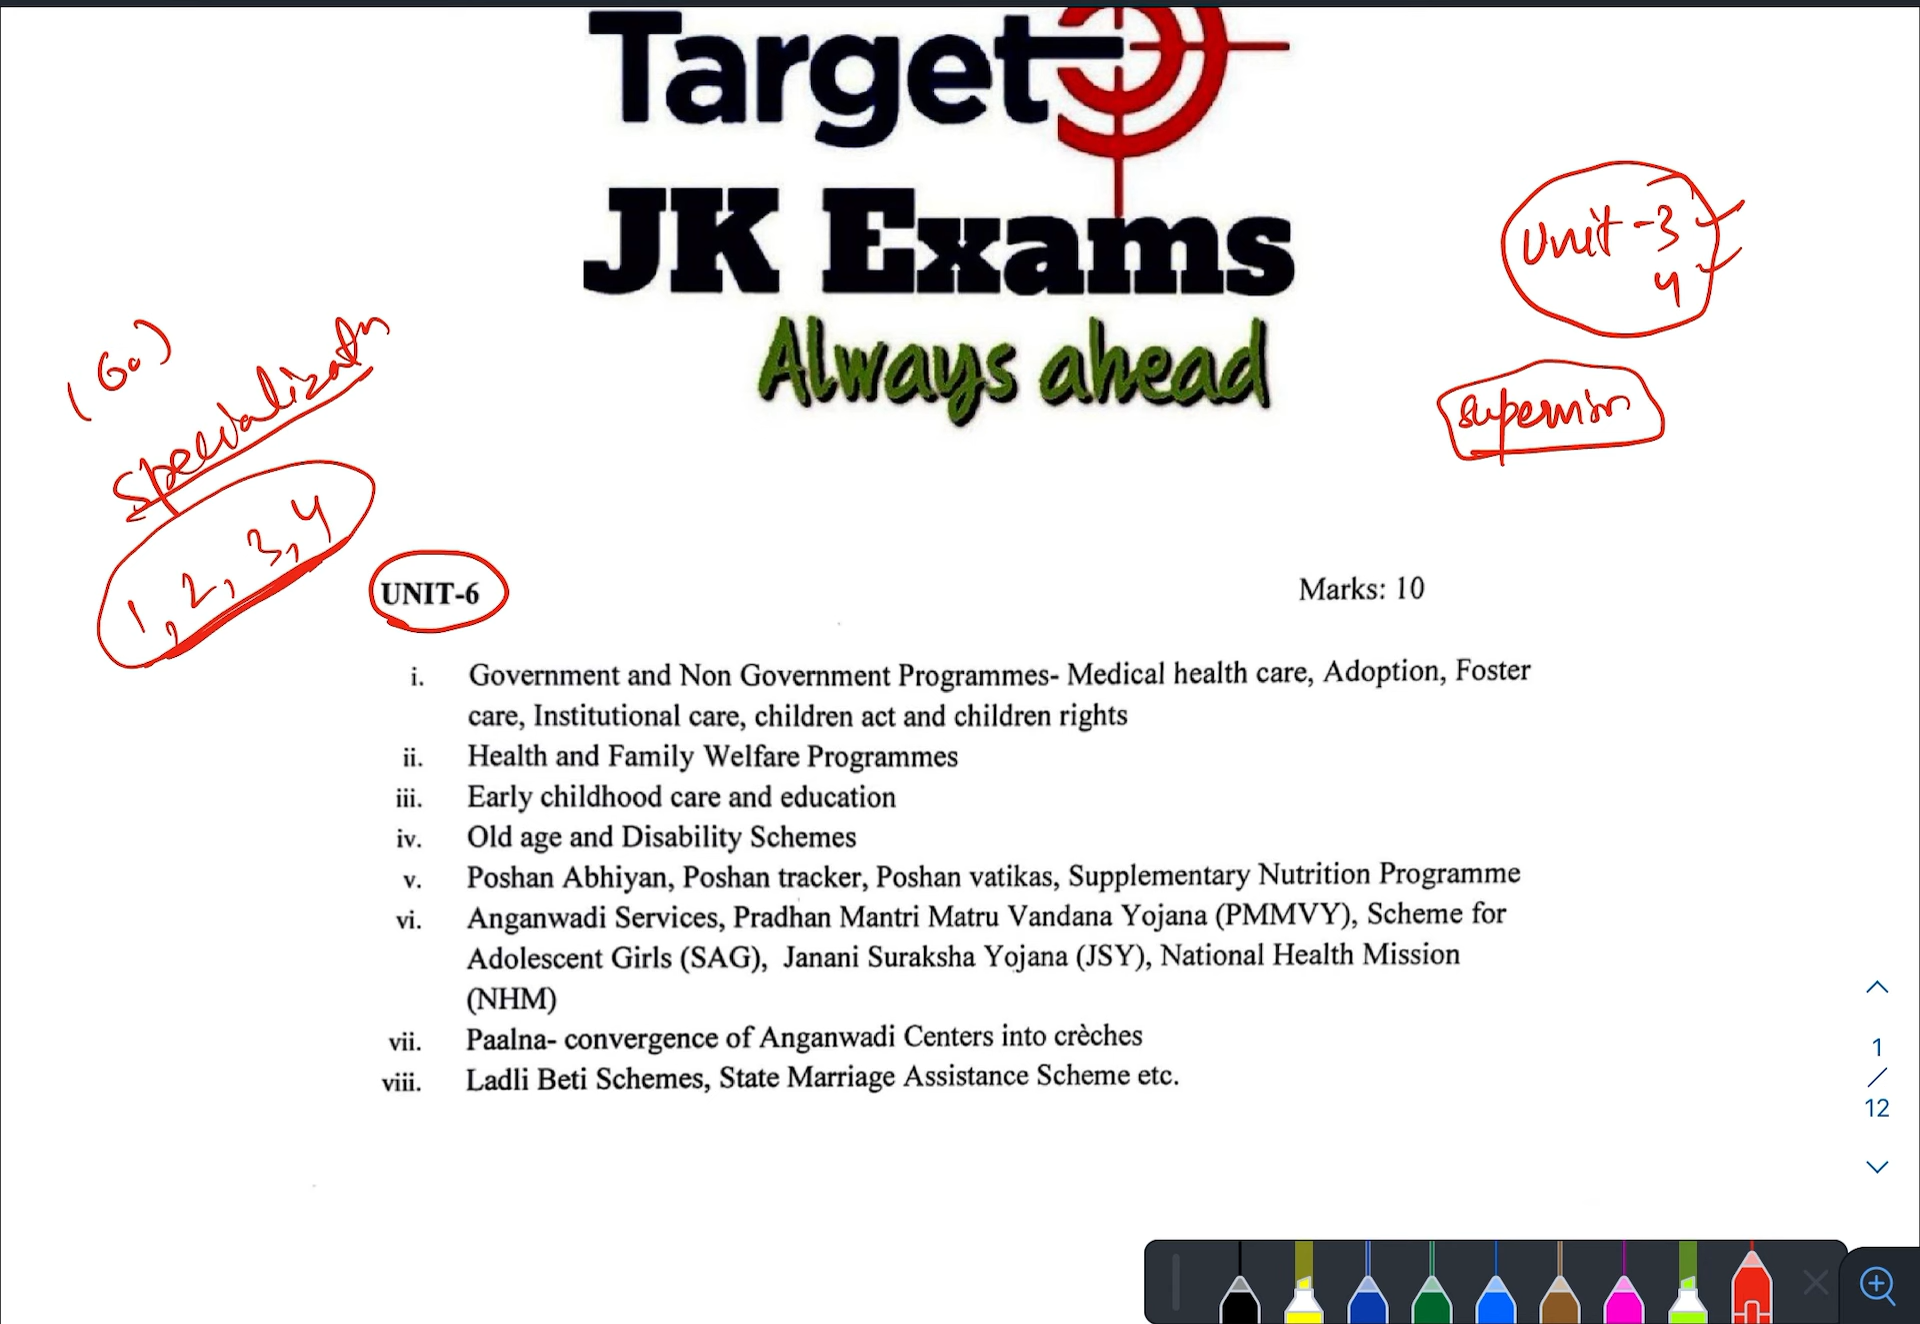 Target
JK Exams
Always ahead
Unit -3
4
(60)
1, 2, 3, 4
UNIT-6
Marks: 10
i. Government and Non Government Programmes- Medical health care, Adoption, Foster
care, Institutional care, children act and children rights
ii. Health and Family Welfare Programmes
iii. Early childhood care and education
iv. Old age and Disability Schemes
v. Poshan Abhiyan, Poshan tracker, Poshan vatikas, Supplementary Nutrition Programme
vi. Anganwadi Services, Pradhan Mantri Matru Vandana Yojana (PMMVY), Scheme for
Adolescent Girls (SAG), Janani Suraksha Yojana (JSY), National Health Mission
(NHM)
vii. Paalna- convergence of Anganwadi Centers into crèches
viii. Ladli Beti Schemes, State Marriage Assistance Scheme etc.
1
/
12